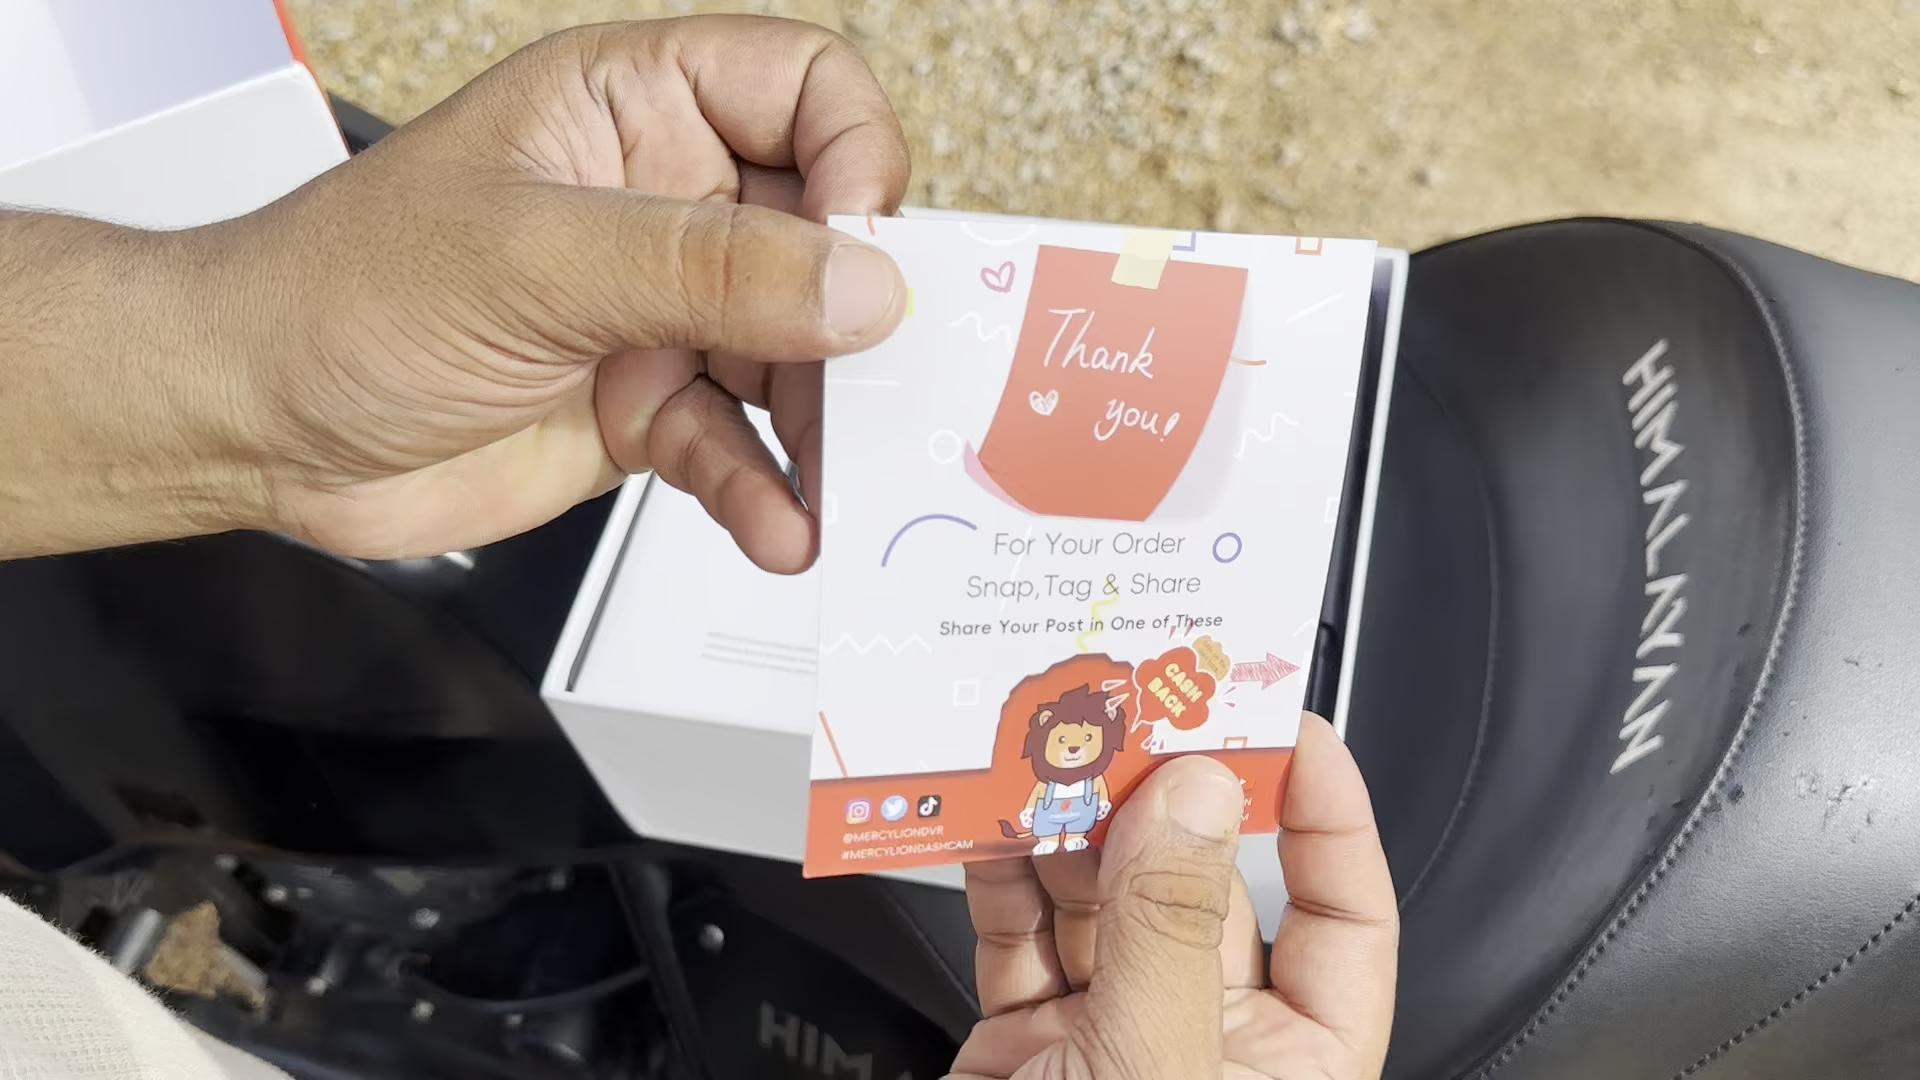 Thank
you!
For Your Order
Snap,Tag & Share
Share Your Post in One of These
CASH
BACK
@MERCYLIONDVR
#MERCYLIONDASHCAM
HIMALAYAN
HIM